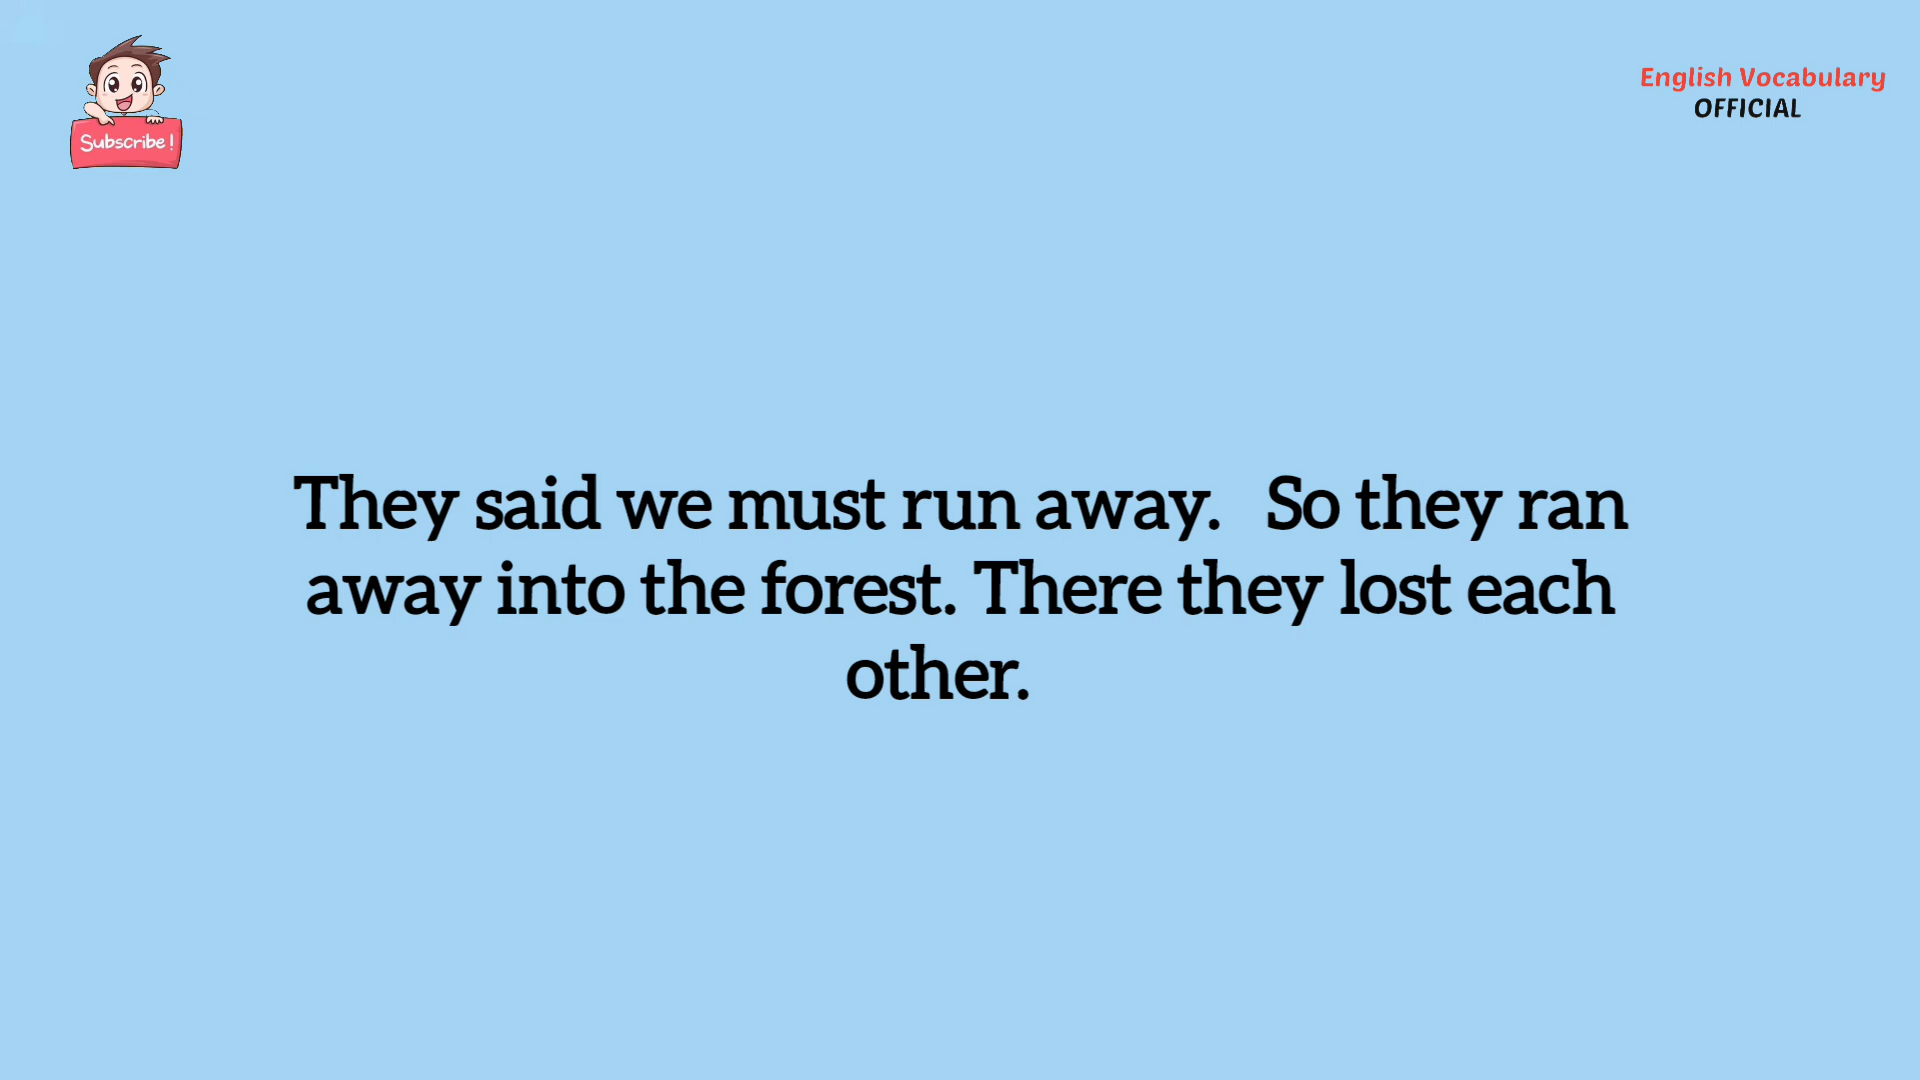 Subscribe!
English Vocabulary
OFFICIAL
They said we must run away.   So they ran
away into the forest. There they lost each
other.